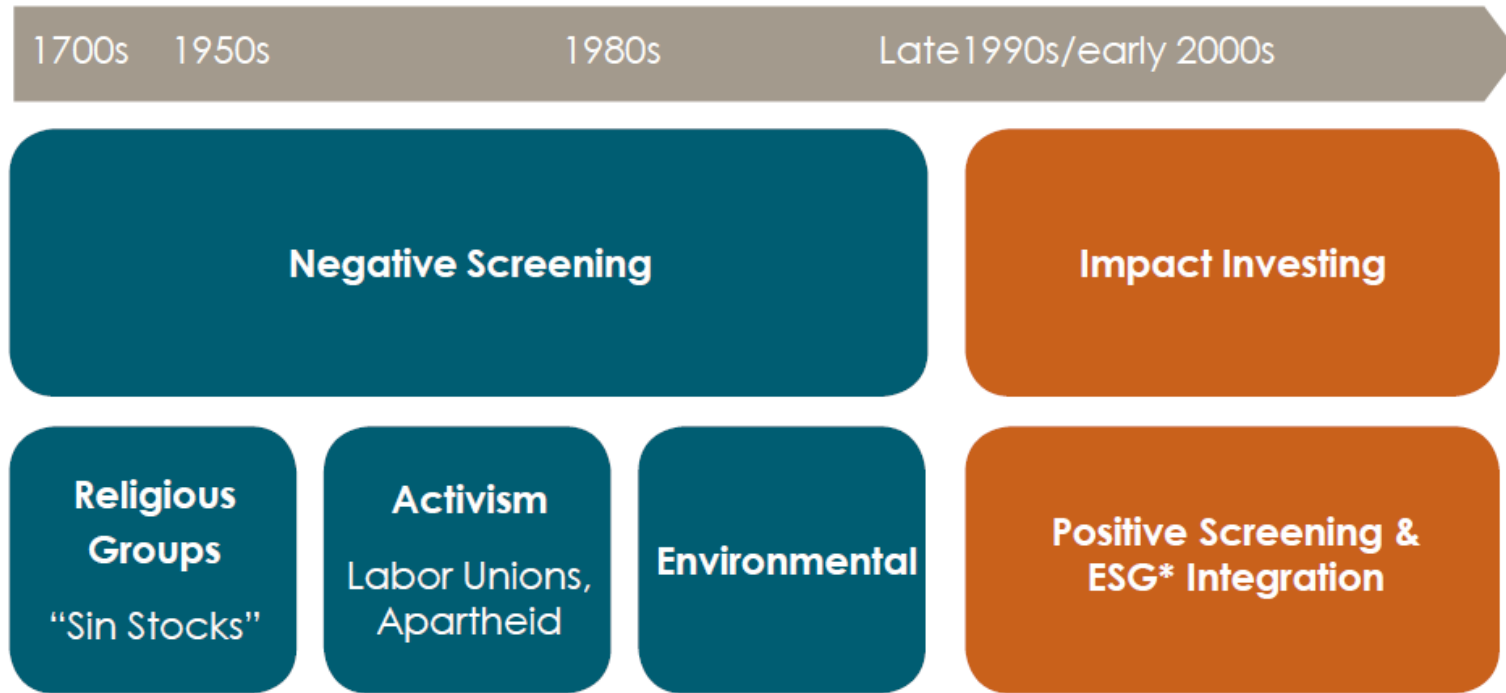 1700s 1950s 1980s Late1990s/early 2000s
Negative Screening
Impact Investing
Religious
Groups
“Sin Stocks”
Activism
Labor Unions,
Apartheid
Environmental
Positive Screening &
ESG* Integration